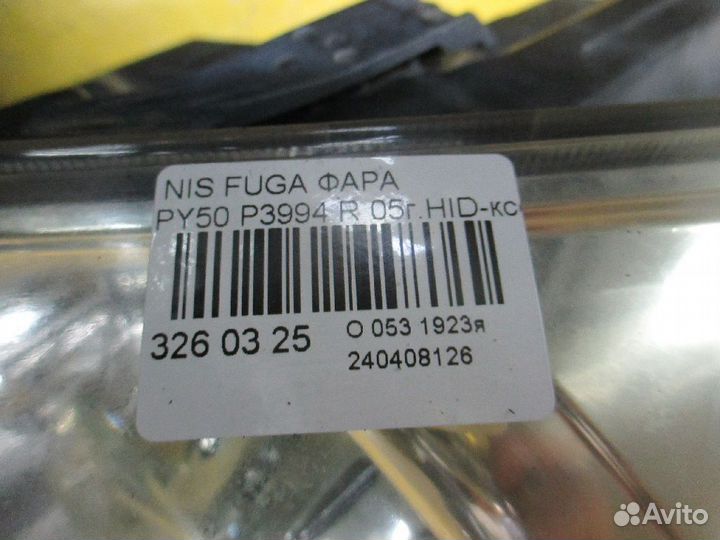 NIS FUGA ФАРА
PY50 P3994 R 05г.HID-кс
326 03 25
О 053 1923я
240408126
Avito